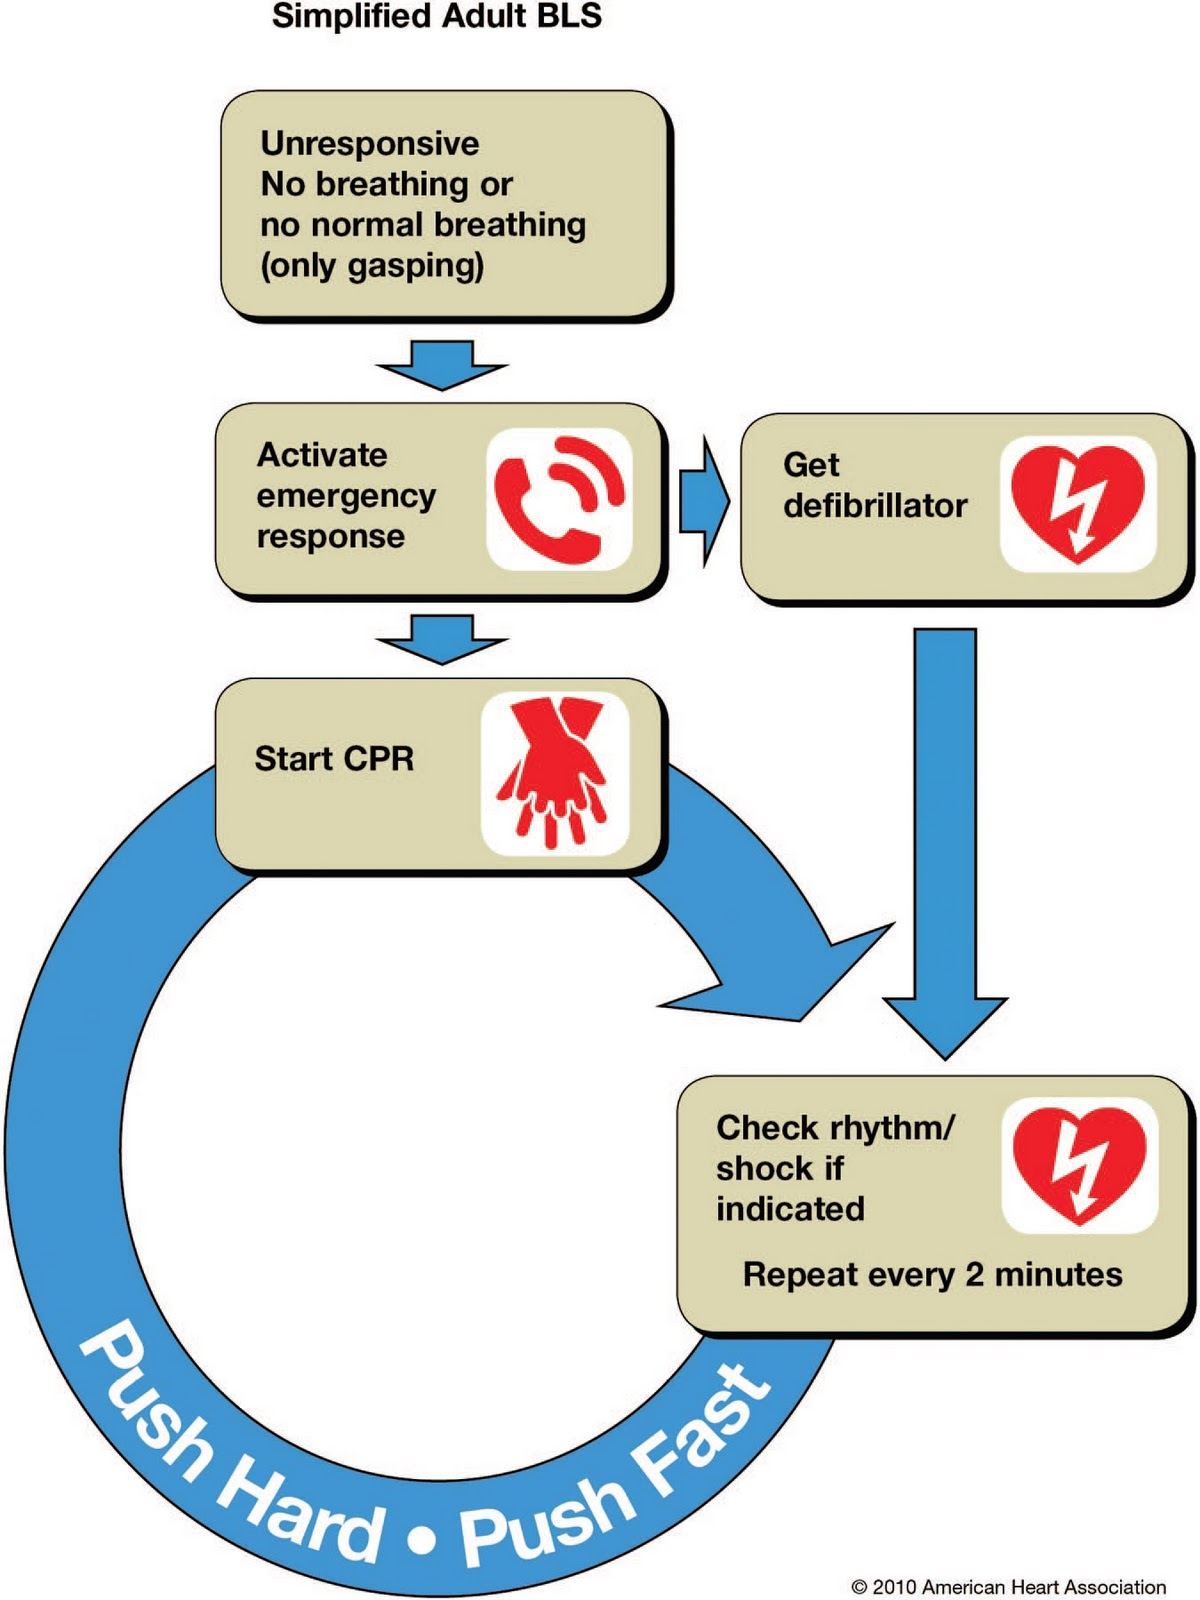 Simplified Adult BLS
Unresponsive
No breathing or
no normal breathing
(only gasping)
Activate
emergency
response
Get
defibrillator
Start CPR
Check rhythm/
shock if
indicated
Repeat every 2 minutes
Push Hard • Push Fast
© 2010 American Heart Association